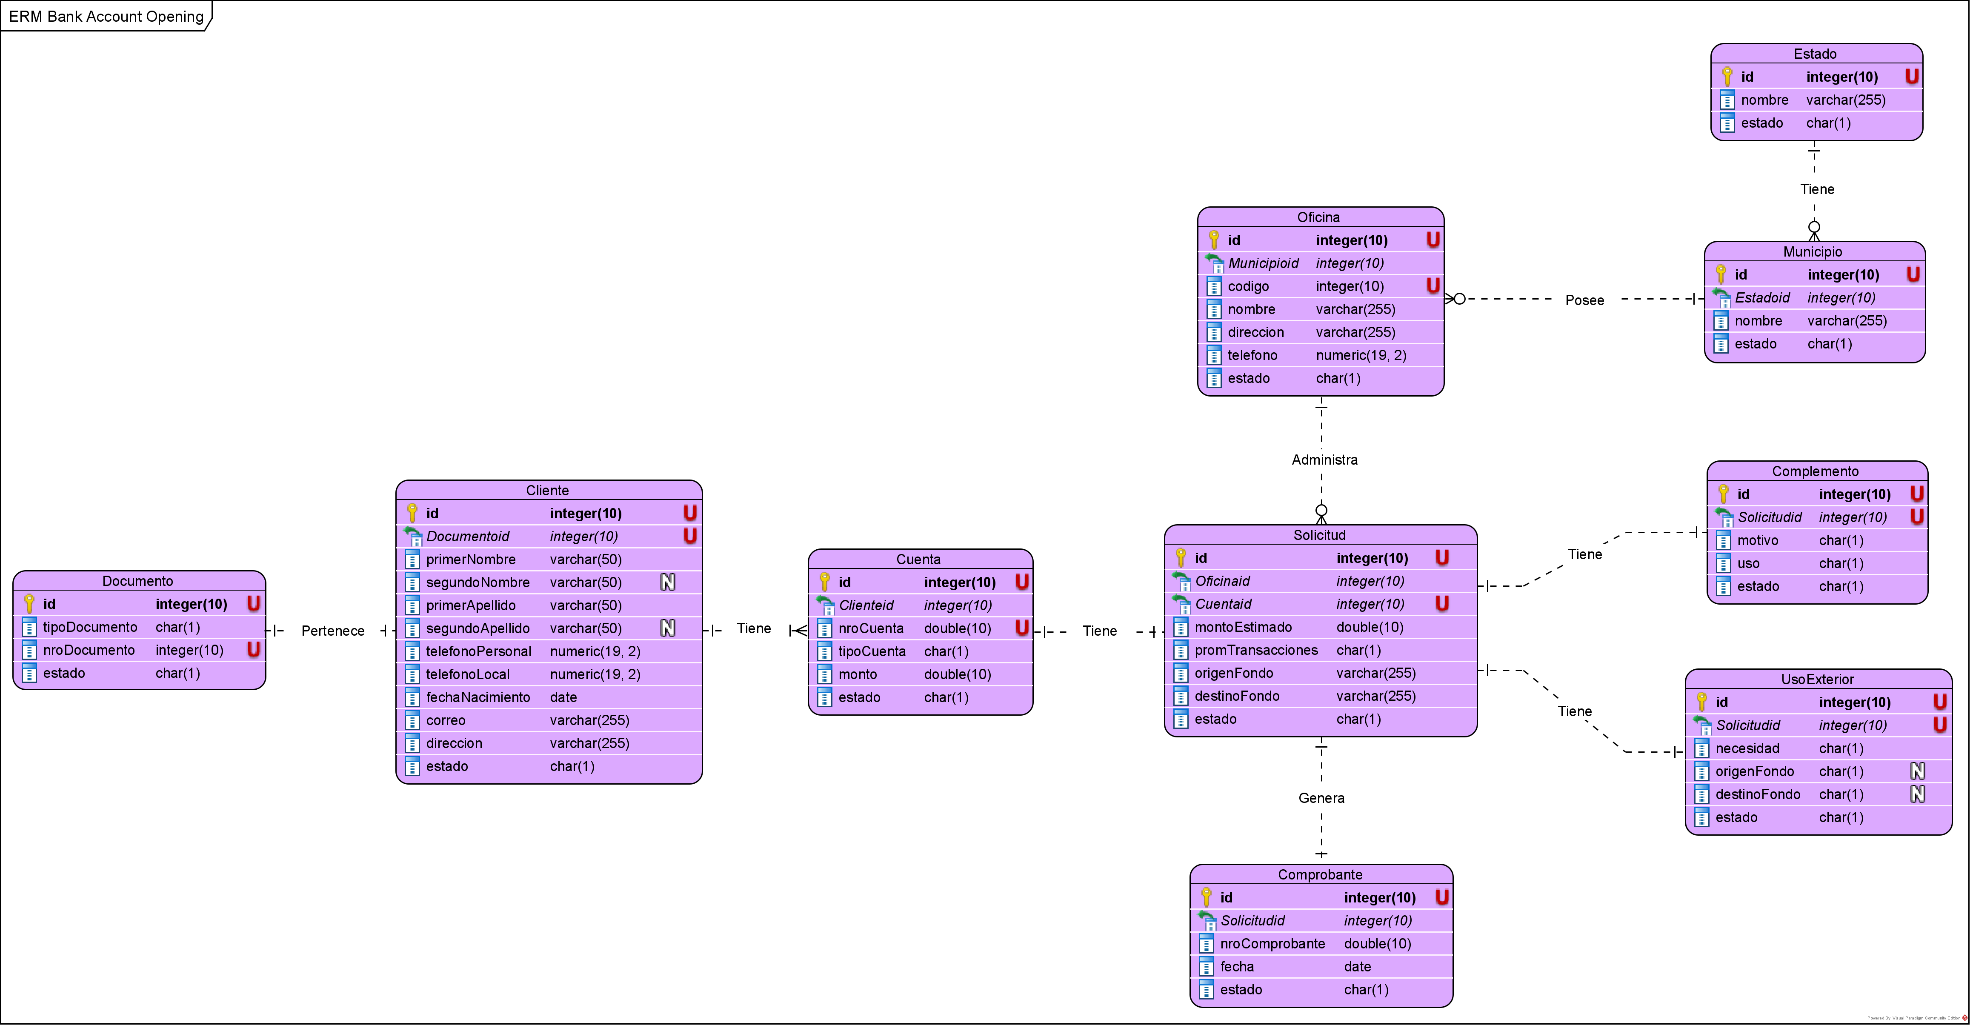 ERM Bank Account Opening
Estado
id integer(10) U
nombre varchar(255)
estado char(1)
Tiene
Oficina
id integer(10) U
Municipioid integer(10)
codigo integer(10) U
nombre varchar(255)
direccion varchar(255)
telefono numeric(19, 2)
estado char(1)
Posee
Municipio
id integer(10) U
Estadoid integer(10)
nombre varchar(255)
estado char(1)
Administra
Documento
id integer(10) U
tipoDocumento char(1)
nroDocumento integer(10) U
estado char(1)
Pertenece
Cliente
id integer(10) U
Documentoid integer(10) U
primerNombre varchar(50)
segundoNombre varchar(50) N
primerApellido varchar(50)
segundoApellido varchar(50) N
telefonoPersonal numeric(19, 2)
telefonoLocal numeric(19, 2)
fechaNacimiento date
correo varchar(255)
direccion varchar(255)
estado char(1)
Tiene
Cuenta
id integer(10) U
Clienteid integer(10)
nroCuenta double(10) U
tipoCuenta char(1)
monto double(10)
estado char(1)
Tiene
Solicitud
id integer(10) U
Oficinaid integer(10)
Cuentaid integer(10) U
montoEstimado double(10)
promTransacciones char(1)
origenFondo varchar(255)
destinoFondo varchar(255)
estado char(1)
Tiene
Complemento
id integer(10) U
Solicitudid integer(10) U
motivo char(1)
uso char(1)
estado char(1)
Tiene
UsoExterior
id integer(10) U
Solicitudid integer(10) U
necesidad char(1)
origenFondo char(1) N
destinoFondo char(1) N
estado char(1)
Genera
Comprobante
id integer(10) U
Solicitudid integer(10)
nroComprobante double(10)
fecha date
estado char(1)
Powered By Visual Paradigm Community Edition